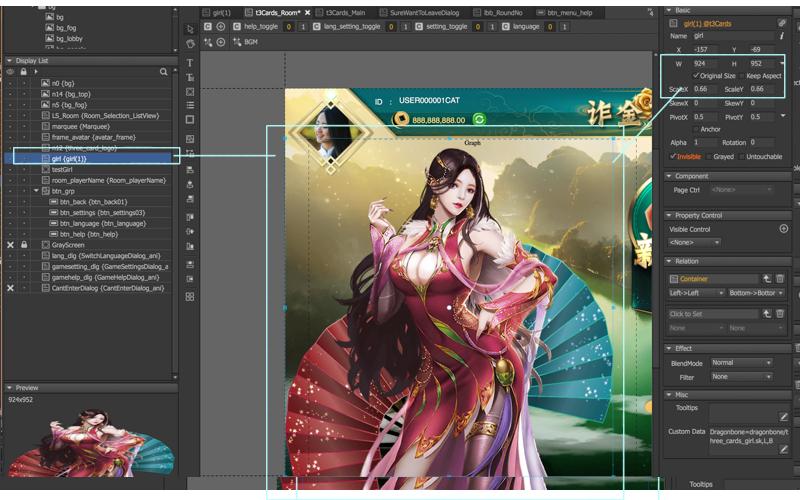 bg
bg
bg_fog
bg_lobby
Display List
n0 {bg}
n14 {bg_top}
n5 {bg_fog}
LS_Room {Room_Selection_ListView}
marquee {Marquee}
frame_avatar {avatar_frame}
n12 {three_card_logo}
girl {girl(1)}
testGirl
room_playerName {Room_playerName}
btn_grp
btn_back {btn_back01}
btn_settings {btn_settings03}
btn_language {btn_language}
btn_help {btn_help}
GrayScreen
lang_dlg {SwitchLanguageDialog_ani}
gamesetting_dlg {GameSettingsDialog_a
gamehelp_dlg {GameHelpDialog_ani}
CantEnterDialog {CantEnterDialog_ani}
Preview
924x952
girl(1)
t3Cards_Room*
t3Cards_Main
SureWantToLeaveDialog
lbb_RoundNo
btn_menu_help
4
C help_toggle 0 1
C lang_setting_toggle 0 1
C setting_toggle 0 1
C language 0 1
BGM
ID : USER000001CAT
888,888,888.00
诈金
Graph
新
Basic
girl(1) @t3Cards
Name girl
X -157 Y -69
W 924 H 952
Original Size Keep Aspect
ScaleX 0.66 ScaleY 0.66
SkewX 0 SkewY 0
PivotX 0.5 PivotY 0.5
Anchor
Alpha 1 Rotation 0
Invisible Grayed Untouchable
Component
Page Ctrl <None>
Property Control
Visible Control
<None>
Relation
Container
Left->Left Bottom->Bottor
Click to Set
None None
Effect
BlendMode Normal
Filter None
Misc
Tooltips
Custom Data Dragonbone=dragonbone/t
hree_cards_girl.sk,L,B
Tooltips